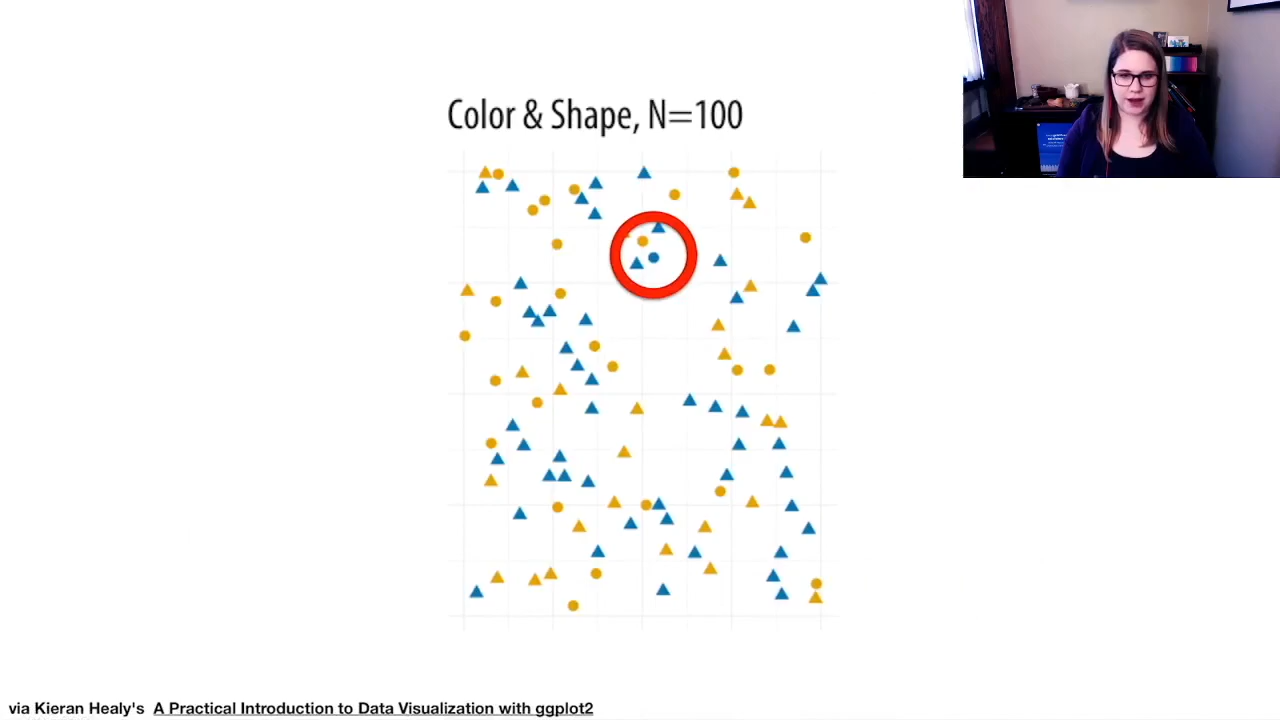 Color & Shape, N=100
via Kieran Healy's A Practical Introduction to Data Visualization with ggplot2